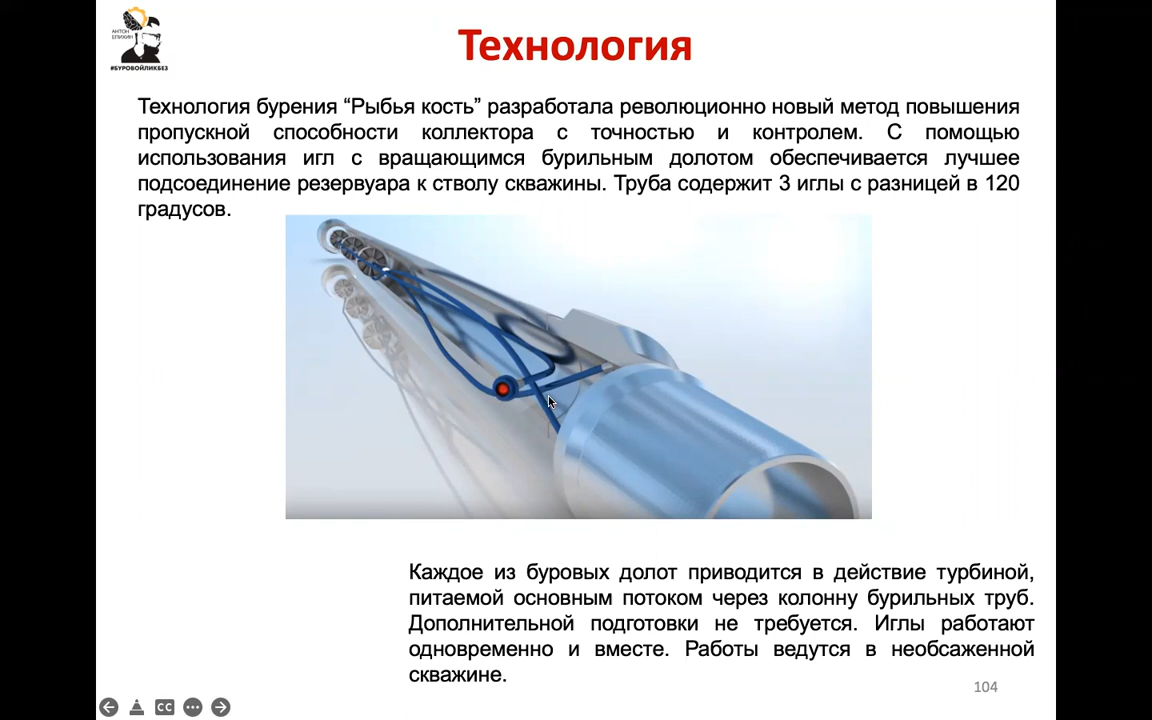 АНТОН
ЕПИХИН
#БУРОВОЙЛИКБЕЗ
Технология
Технология бурения “Рыбья кость” разработала революционно новый метод повышения
пропускной способности коллектора с точностью и контролем. С помощью
использования игл с вращающимся бурильным долотом обеспечивается лучшее
подсоединение резервуара к стволу скважины. Труба содержит 3 иглы с разницей в 120
градусов.
Каждое из буровых долот приводится в действие турбиной,
питаемой основным потоком через колонну бурильных труб.
Дополнительной подготовки не требуется. Иглы работают
одновременно и вместе. Работы ведутся в необсаженной
скважине.
104
CC